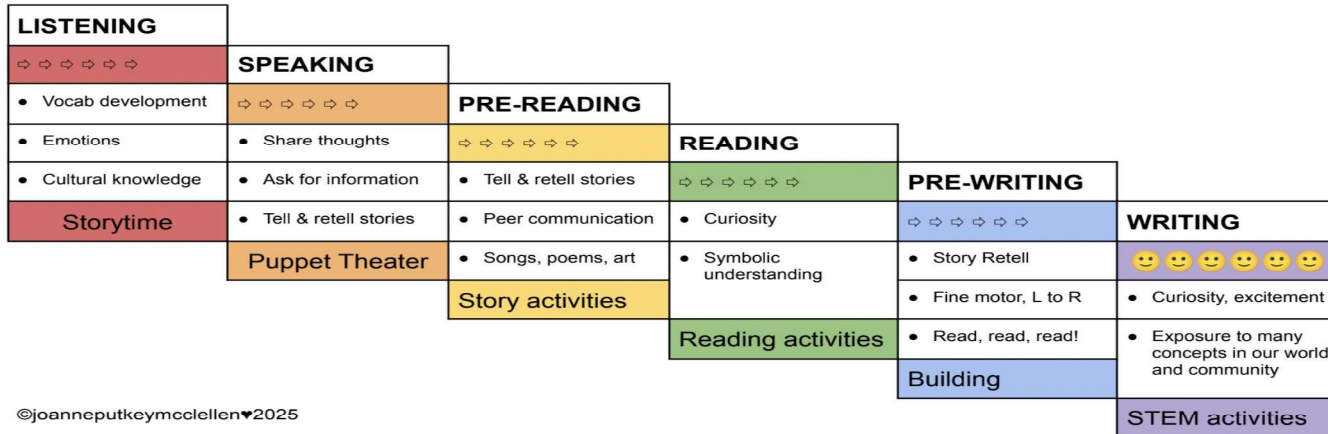 LISTENING
⇨ ⇨ ⇨ ⇨ ⇨ ⇨
• Vocab development
• Emotions
• Cultural knowledge
Storytime
SPEAKING
⇨ ⇨ ⇨ ⇨ ⇨ ⇨
• Share thoughts
• Ask for information
• Tell & retell stories
Puppet Theater
PRE-READING
⇨ ⇨ ⇨ ⇨ ⇨ ⇨
• Tell & retell stories
• Peer communication
• Songs, poems, art
Story activities
READING
⇨ ⇨ ⇨ ⇨ ⇨ ⇨
• Curiosity
• Symbolic
understanding
Reading activities
PRE-WRITING
⇨ ⇨ ⇨ ⇨ ⇨ ⇨
• Story Retell
• Fine motor, L to R
• Read, read, read!
Building
WRITING
🙂🙂🙂🙂🙂🙂
• Curiosity, excitement
• Exposure to many
concepts in our world
and community
STEM activities
©joanneputkeymcclellen♥2025